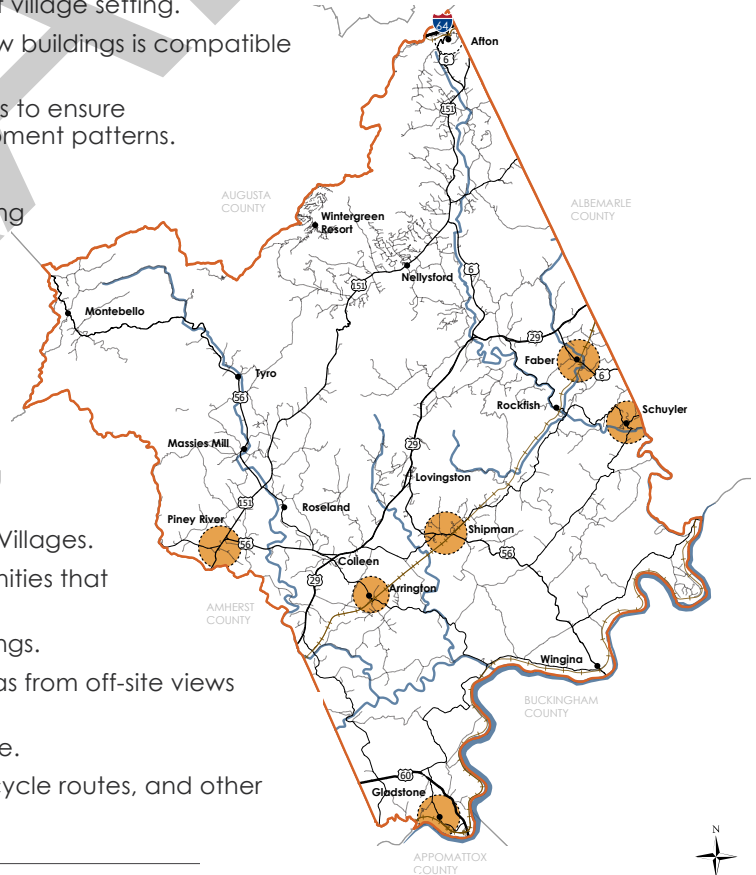 village setting.
w buildings is compatible
s to ensure
ment patterns.
ng
Villages.
nities that
ngs.
as from off-site views
e.
cycle routes, and other
64
Afton
6
151
AUGUSTA
COUNTY
ALBEMARLE
COUNTY
Wintergreen
Resort
Nellysford
6
151
Montebello
29
Faber
6
Tyro
56
Rockfish
Schuyler
Massies Mill
29
Lovingston
151
Roseland
Piney River
56
Shipman
56
Colleen
29
Arrington
AMHERST
COUNTY
Wingina
BUCKINGHAM
COUNTY
60
Gladstone
APPOMATTOX
COUNTY
N